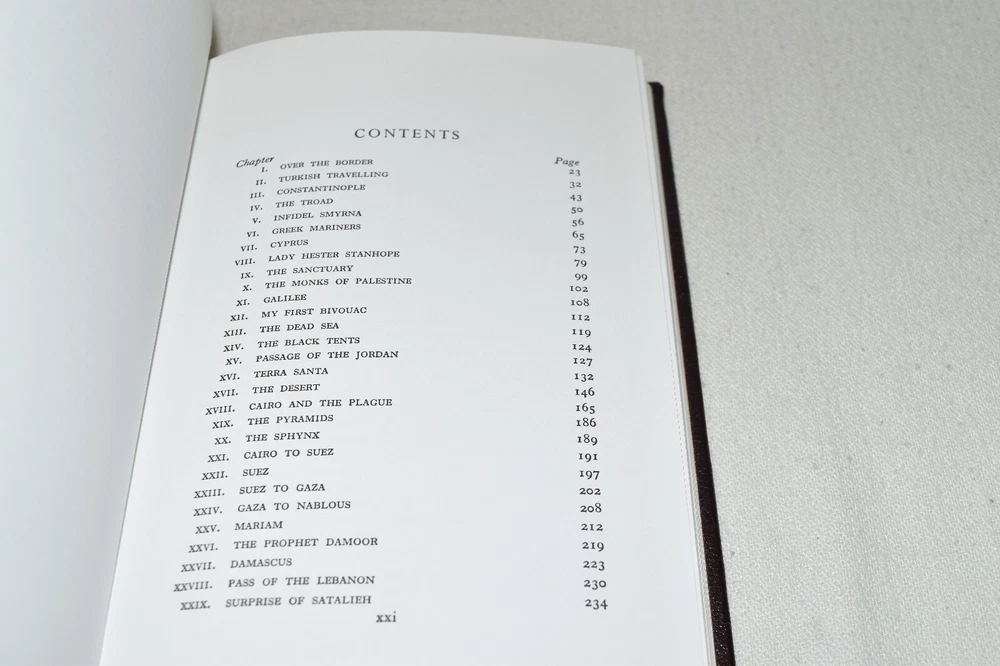 CONTENTS
Chapter Page
I. OVER THE BORDER 23
II. TURKISH TRAVELLING 32
III. CONSTANTINOPLE 43
IV. THE TROAD 50
V. INFIDEL SMYRNA 56
VI. GREEK MARINERS 65
VII. CYPRUS 73
VIII. LADY HESTER STANHOPE 79
IX. THE SANCTUARY 99
X. THE MONKS OF PALESTINE 102
XI. GALILEE 108
XII. MY FIRST BIVOUAC 112
XIII. THE DEAD SEA 119
XIV. THE BLACK TENTS 124
XV. PASSAGE OF THE JORDAN 127
XVI. TERRA SANTA 132
XVII. THE DESERT 146
XVIII. CAIRO AND THE PLAGUE 165
XIX. THE PYRAMIDS 186
XX. THE SPHYNX 189
XXI. CAIRO TO SUEZ 191
XXII. SUEZ 197
XXIII. SUEZ TO GAZA 202
XXIV. GAZA TO NABLOUS 208
XXV. MARIAM 212
XXVI. THE PROPHET DAMOOR 219
XXVII. DAMASCUS 223
XXVIII. PASS OF THE LEBANON 230
XXIX. SURPRISE OF SATALIEH 234
xxi